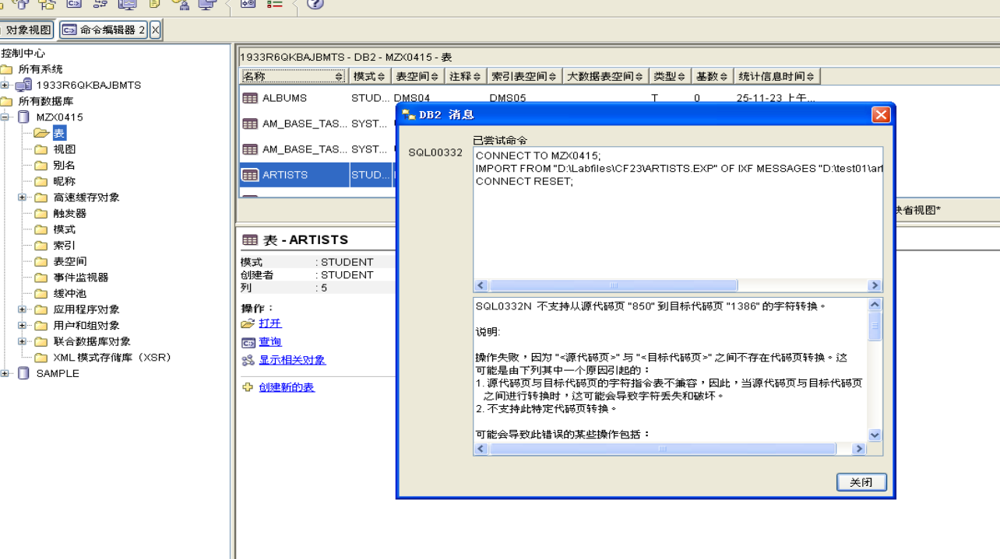 对象视图
命令编辑器 2
控制中心
所有系统
1933R6QKBAJBMTS
所有数据库
MZX0415
表
视图
别名
昵称
高速缓存对象
触发器
模式
索引
表空间
事件监视器
缓冲池
应用程序对象
用户和组对象
联合数据库对象
XML 模式存储库（XSR）
SAMPLE
1933R6QKBAJBMTS - DB2 - MZX0415 - 表
名称 模式 表空间 注释 索引表空间 大数据表空间 类型 基数 统计信息时间
ALBUMS STUD... DMS04 DMS05 T 0 25-11-23 上午...
AM_BASE_TAS... SYST...
AM_BASE_TAS... SYST...
ARTISTS STUD...
缺省视图*
表 - ARTISTS
模式 : STUDENT
创建者 : STUDENT
列 : 5
操作：
打开
查询
显示相关对象
创建新的表
DB2 消息
SQL00332
已尝试命令
CONNECT TO MZX0415;
IMPORT FROM "D:\Labfiles\CF23\ARTISTS.EXP" OF IXF MESSAGES "D:\test01\art
CONNECT RESET;
SQL0332N 不支持从源代码页 "850" 到目标代码页 "1386" 的字符转换。
说明:
操作失败，因为 "<源代码页>" 与 "<目标代码页>" 之间不存在代码页转换。这
可能是由下列其中一个原因引起的：
1. 源代码页与目标代码页的字符指令表不兼容，因此，当源代码页与目标代码页
之间进行转换时，这可能会导致字符丢失和破坏。
2. 不支持此特定代码页转换。
可能会导致此错误的某些操作包括：
关闭